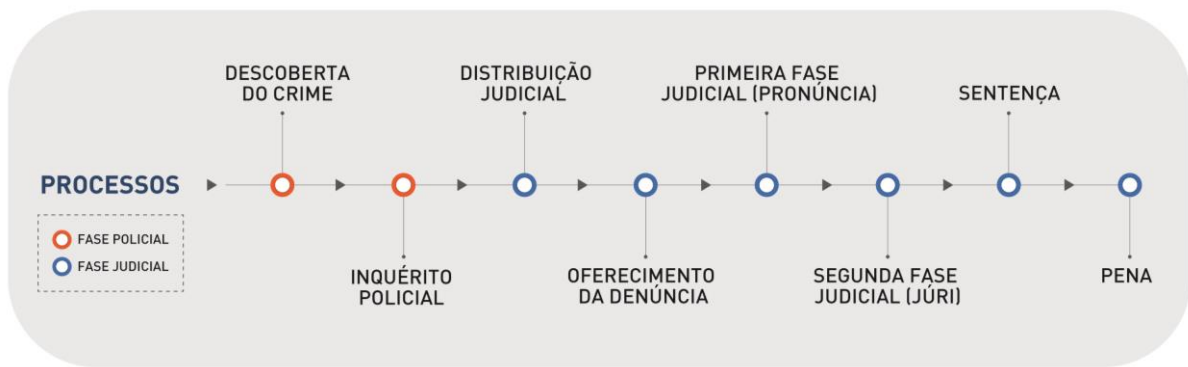 DESCOBERTA
DO CRIME
DISTRIBUIÇÃO
JUDICIAL
PRIMEIRA FASE
JUDICIAL (PRONÚNCIA)
SENTENÇA
PROCESSOS
FASE POLICIAL
FASE JUDICIAL
INQUÉRITO
POLICIAL
OFERECIMENTO
DA DENÚNCIA
SEGUNDA FASE
JUDICIAL (JÚRI)
PENA